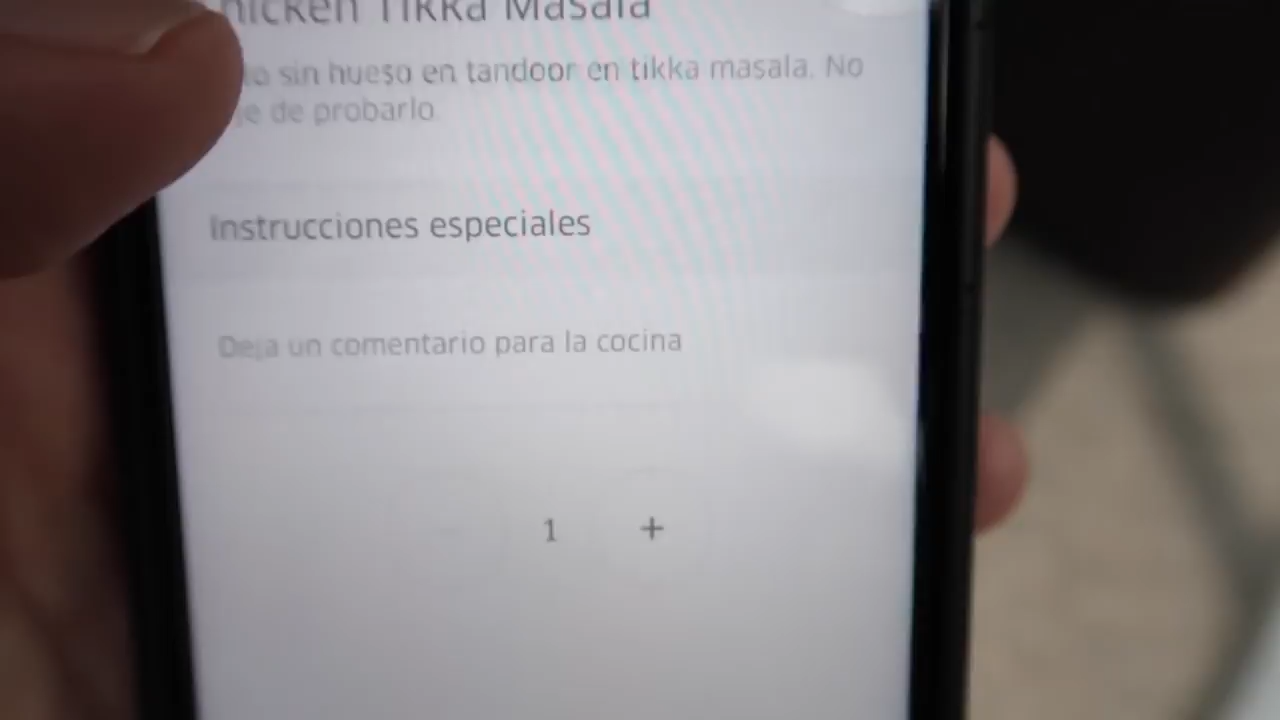 Tikka Masala
sin hueso en tandoor en tikka masala. No
de probarlo.
Instrucciones especiales
Deja un comentario para la cocina
1 +